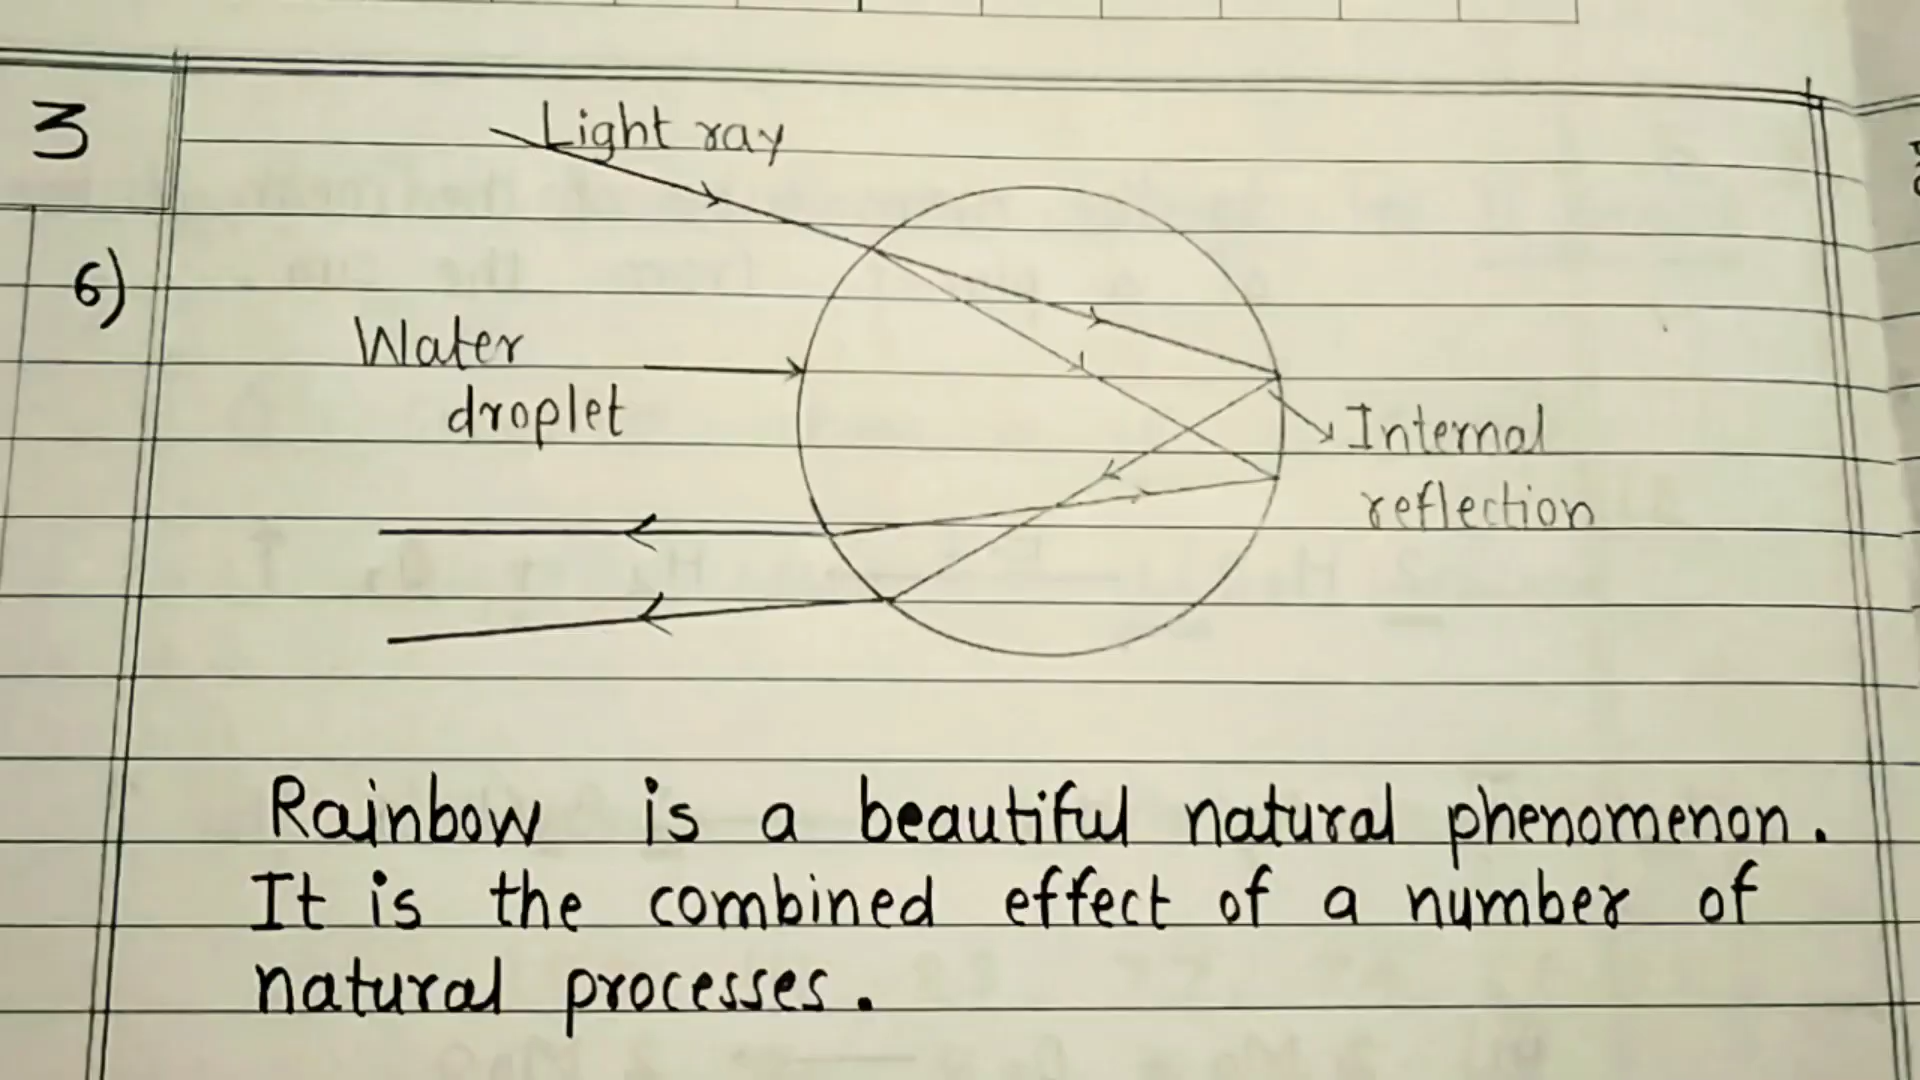 3
Light ray
6)
Water
droplet
Internal
reflection
Rainbow is a beautiful natural phenomenon.
It is the combined effect of a number of
natural processes.